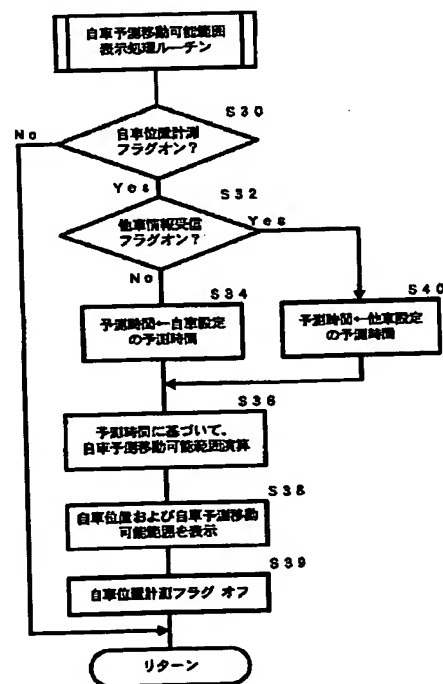 自車予測移動可能範囲
表示処理ルーチン
S30
No
自車位置計測
フラグオン?
Yes
S32
他車情報受信
フラグオン?
Yes
No
S34
予測時間←自車設定
の予測時間
S40
予測時間←他車設定
の予測時間
S36
予測時間に基づいて、
自車予測移動可能範囲演算
S38
自車位置および自車予測移動
可能範囲を表示
S39
自車位置計測フラグ オフ
リターン